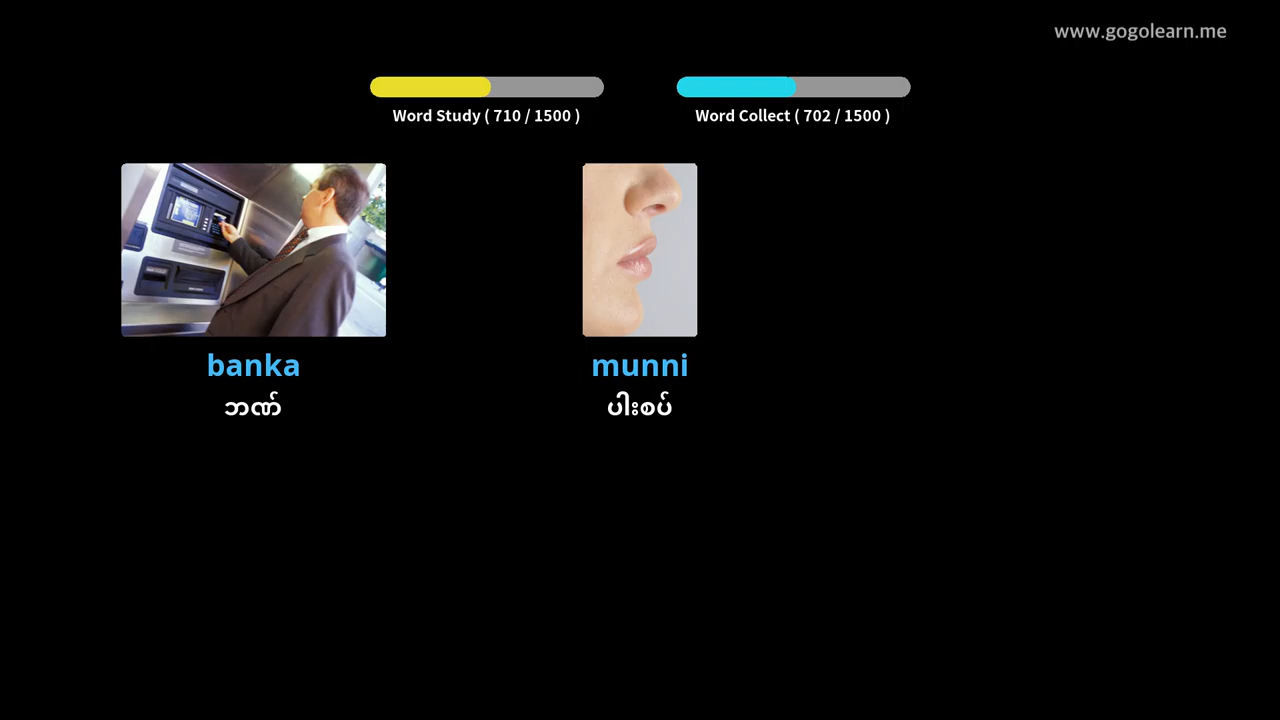 www.gogolearn.me
Word Study ( 710 / 1500 )
Word Collect ( 702 / 1500 )
banka
ဘဏ်
munni
ပါးစပ်